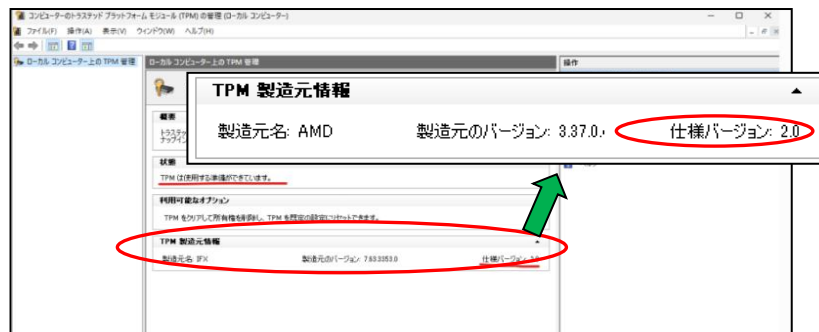 コンピューターのトラステッド プラットフォーム モジュール (TPM) の管理 (ローカル コンピューター)
ファイル(F) 操作(A) 表示(V) ウィンドウ(W) ヘルプ(H)
ローカル コンピューター上の TPM 管理
ローカル コンピューター上の TPM 管理
操作
TPM 製造元情報
製造元名: AMD 製造元のバージョン: 3.37.0. 仕様バージョン: 2.0
概要
状態
TPM は使用する準備ができています。
利用可能なオプション
TPM をクリアして所有権を削除し、TPM を既定の設定にリセットできます。
TPM 製造元情報
製造元名: IFX 製造元のバージョン: 7.63.3353.0 仕様バージョン: 2.0